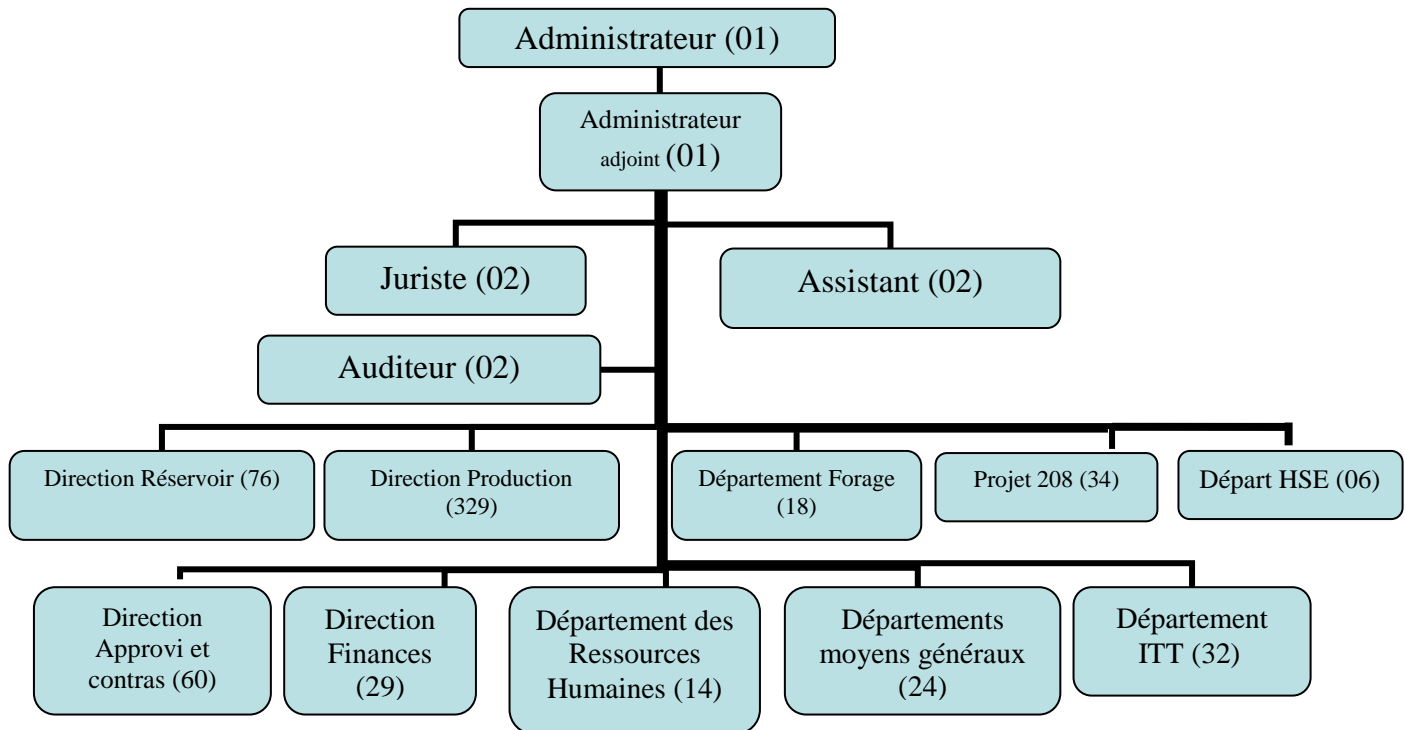 Administrateur (01)
Administrateur
adjoint (01)
Juriste (02)
Assistant (02)
Auditeur (02)
Direction Réservoir (76)
Direction Production
(329)
Département Forage
(18)
Projet 208 (34)
Départ HSE (06)
Direction
Approvi et
contras (60)
Direction
Finances
(29)
Département des
Ressources
Humaines (14)
Départements
moyens généraux
(24)
Département
ITT (32)